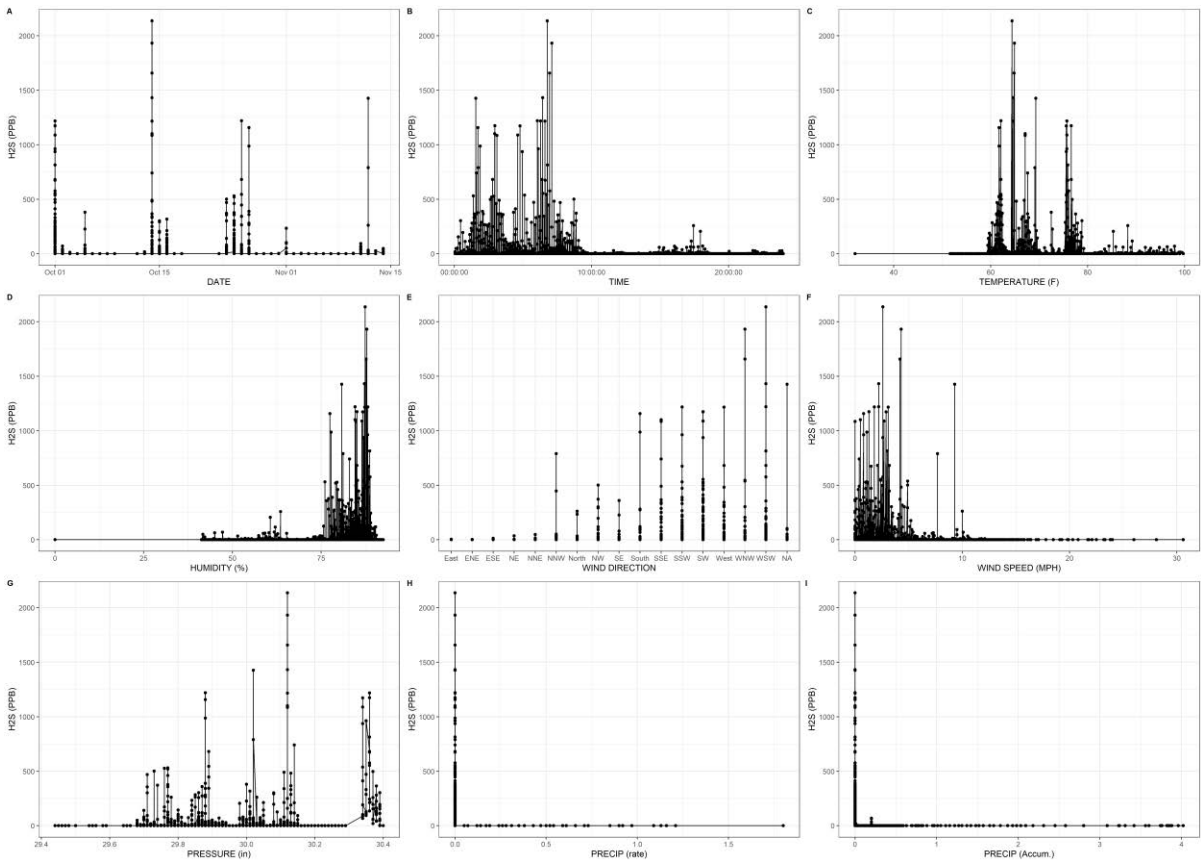 A
B
C
2000
1500
1000
500
0
H2S (PPB)
Oct 01
Oct 15
Nov 01
Nov 15
DATE
2000
1500
1000
500
0
H2S (PPB)
00:00:00
10:00:00
20:00:00
TIME
2000
1500
1000
500
0
H2S (PPB)
40
60
80
100
TEMPERATURE (F)
D
E
F
2000
1500
1000
500
0
H2S (PPB)
0
25
50
75
HUMIDITY (%)
2000
1500
1000
500
0
H2S (PPB)
East ENE ESE NE NNE NNW North NW SE South SSE SSW SW West WNW WSW NA
WIND DIRECTION
2000
1500
1000
500
0
H2S (PPB)
0
10
20
30
WIND SPEED (MPH)
G
H
I
2000
1500
1000
500
0
H2S (PPB)
29.4
29.6
29.8
30.0
30.2
30.4
PRESSURE (in)
2000
1500
1000
500
0
H2S (PPB)
0.0
0.5
1.0
1.5
PRECIP (rate)
2000
1500
1000
500
0
H2S (PPB)
0
1
2
3
4
PRECIP (Accum.)